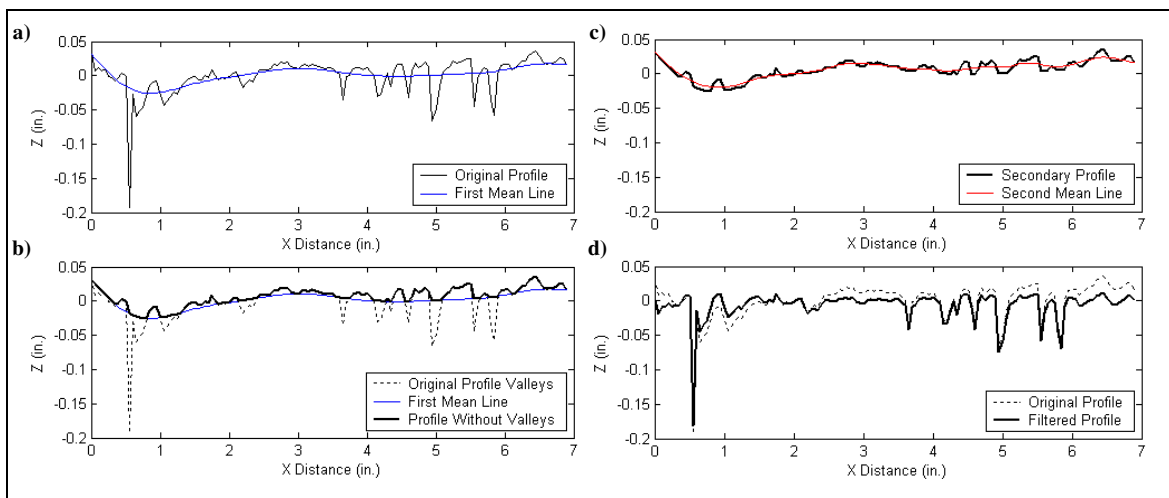 a)
0.05
0
-0.05
-0.1
-0.15
-0.2
Z (in.)
Original Profile
First Mean Line
0 1 2 3 4 5 6 7
X Distance (in.)
b)
0.05
0
-0.05
-0.1
-0.15
-0.2
Z (in.)
Original Profile Valleys
First Mean Line
Profile Without Valleys
0 1 2 3 4 5 6 7
X Distance (in.)
c)
0.05
0
-0.05
-0.1
-0.15
-0.2
Z (in.)
Secondary Profile
Second Mean Line
0 1 2 3 4 5 6 7
X Distance (in.)
d)
0.05
0
-0.05
-0.1
-0.15
-0.2
Z (in.)
Original Profile
Filtered Profile
0 1 2 3 4 5 6 7
X Distance (in.)